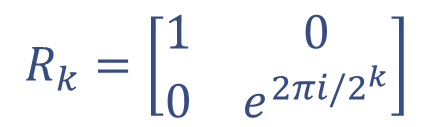 R_k = [1 0
0 e^{2πi/2^k}]